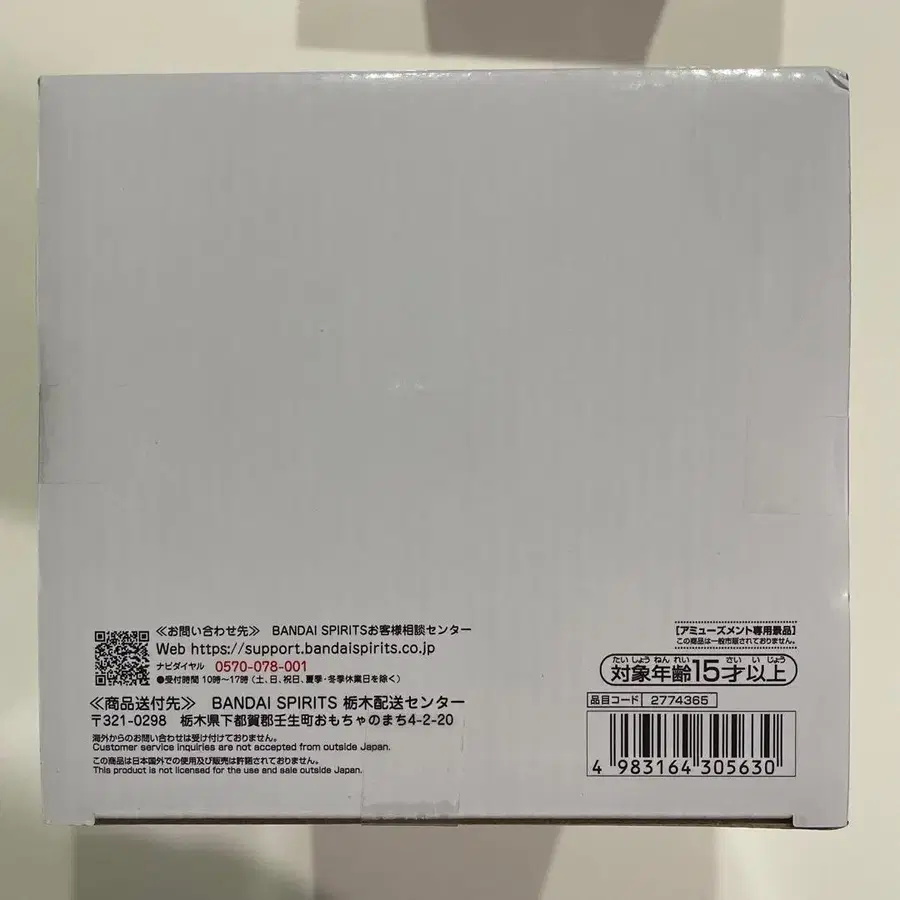 ≪お問い合わせ先≫ BANDAI SPIRITSお客様相談センター
Web https://support.bandaispirits.co.jp
ナビダイヤル 0570-078-001
●受付時間 10時〜17時(土、日、祝日、夏季・冬季休業日を除く)
≪商品送付先≫ BANDAI SPIRITS 栃木配送センター
〒321-0298 栃木県下都賀郡壬生町おもちゃのまち4-2-20
海外からのお問い合わせは受け付けておりません。
Customer service inquiries are not accepted from outside Japan.
この商品は日本国外での使用及び販売は許諾されておりません。
This product is not licensed for the use and sale outside Japan.
【アミューズメント専用景品】
この商品は一般市販されておりません。
たいしょうねんれい さい いじょう
対象年齢15才以上
品目コード 2774365
4 983164 305630